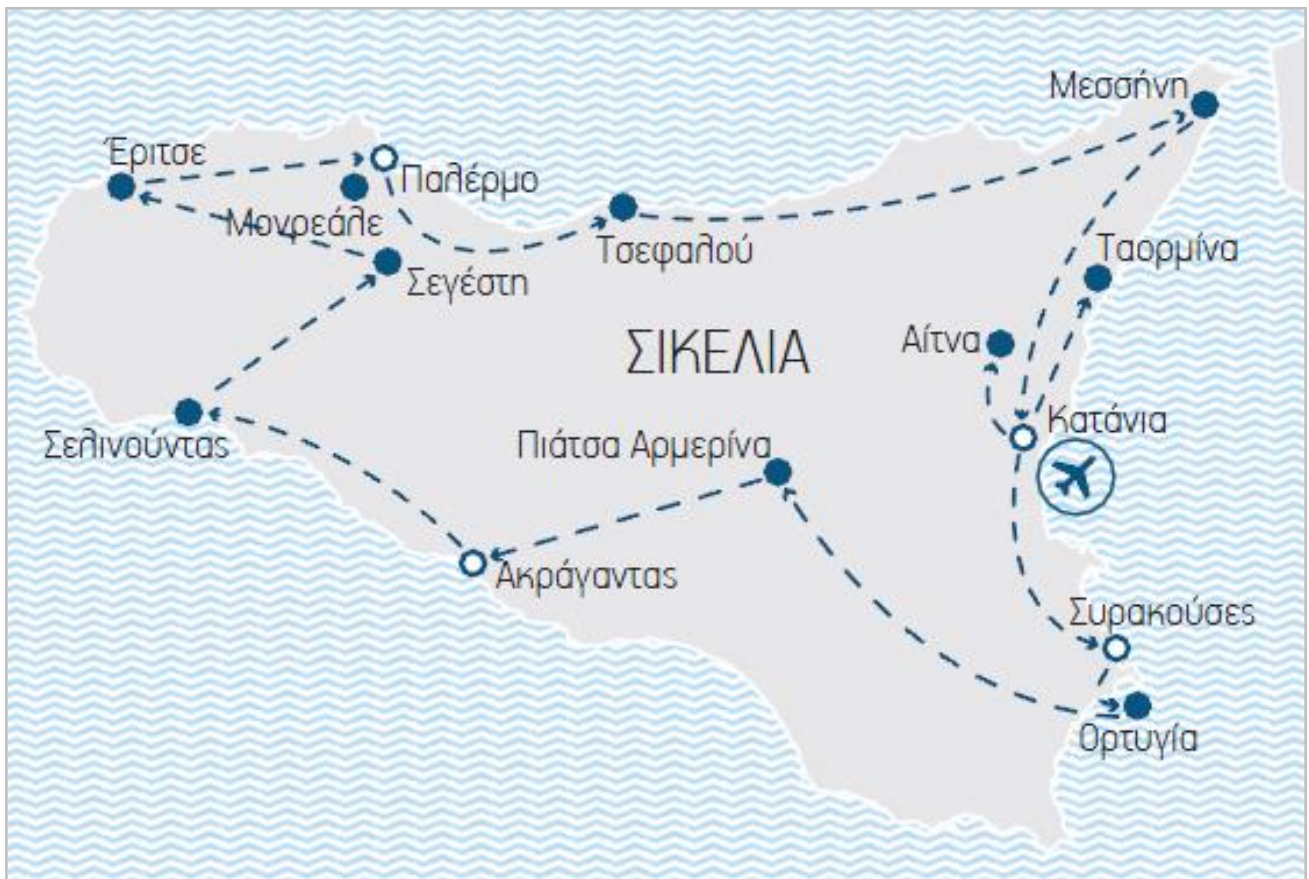 Μεσσήνη
Έριτσε
Παλέρμο
Μονρεάλε
Τσεφαλού
Ταορμίνα
Σεγέστη
ΣΙΚΕΛΙΑ
Αίτνα
Κατάνια
Σελινούντας
Πιάτσα Αρμερίνα
Ακράγαντας
Συρακούσες
Ορτυγία